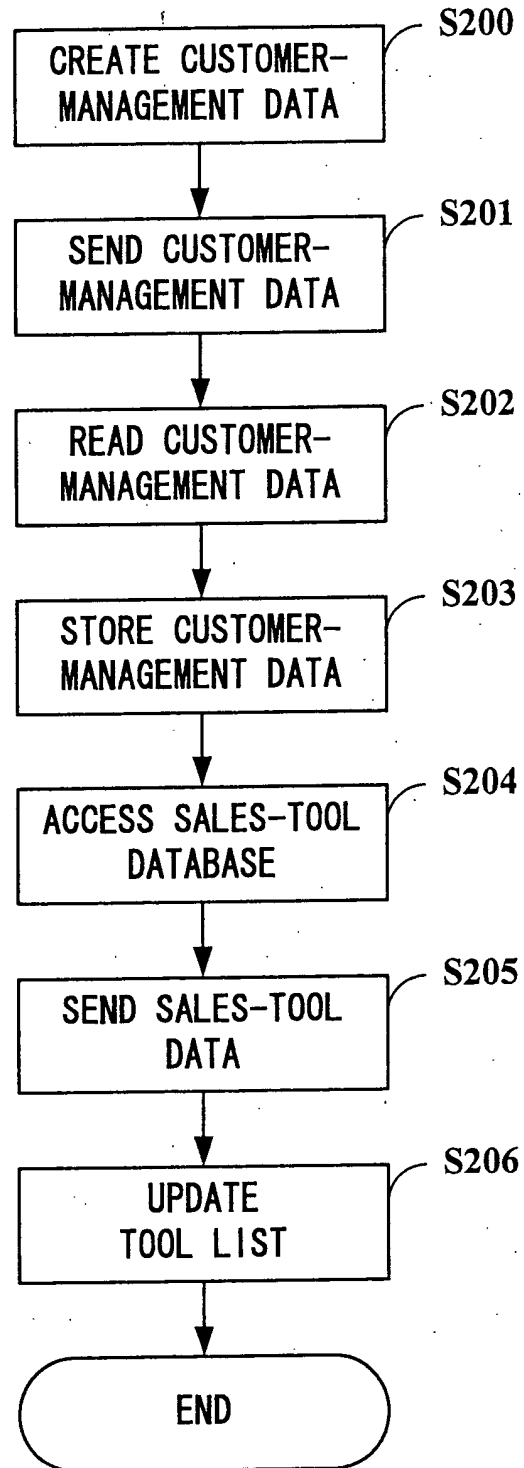 S200
CREATE CUSTOMER-
MANAGEMENT DATA
S201
SEND CUSTOMER-
MANAGEMENT DATA
S202
READ CUSTOMER-
MANAGEMENT DATA
S203
STORE CUSTOMER-
MANAGEMENT DATA
S204
ACCESS SALES-TOOL
DATABASE
S205
SEND SALES-TOOL
DATA
S206
UPDATE
TOOL LIST
END